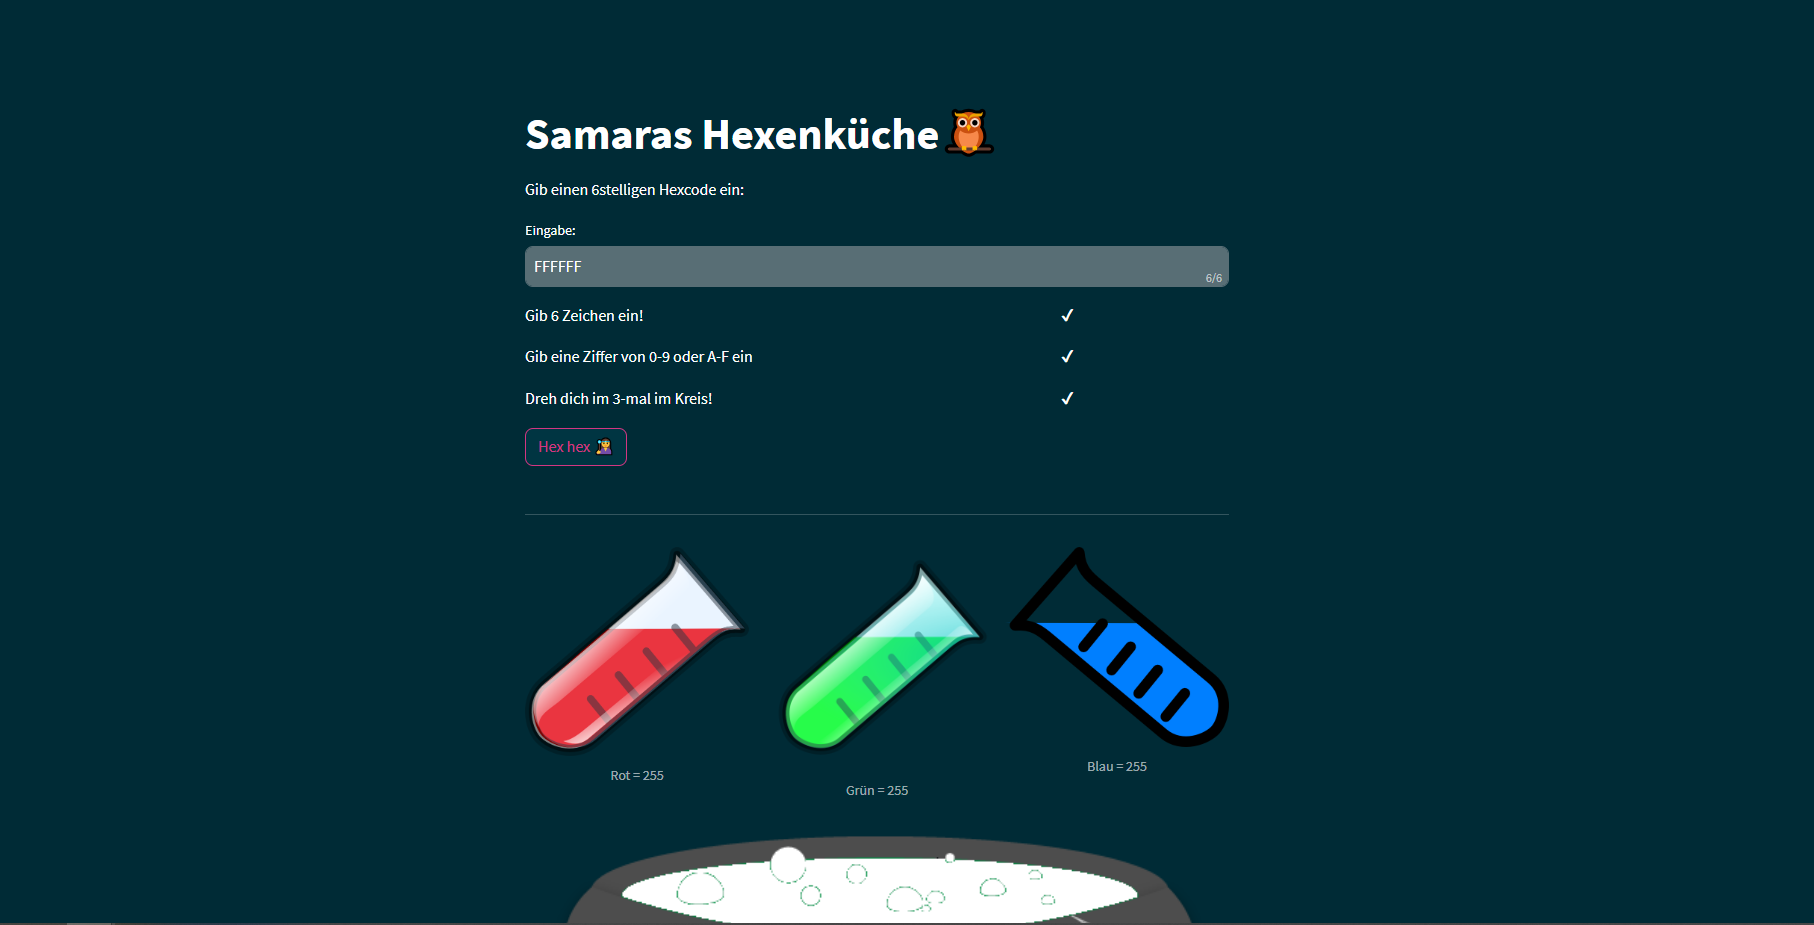 Samaras Hexenküche
Gib einen 6stelligen Hexcode ein:
Eingabe:
FFFFFF
6/6
Gib 6 Zeichen ein!
Gib eine Ziffer von 0-9 oder A-F ein
Dreh dich im 3-mal im Kreis!
Hex hex
Rot = 255
Grün = 255
Blau = 255